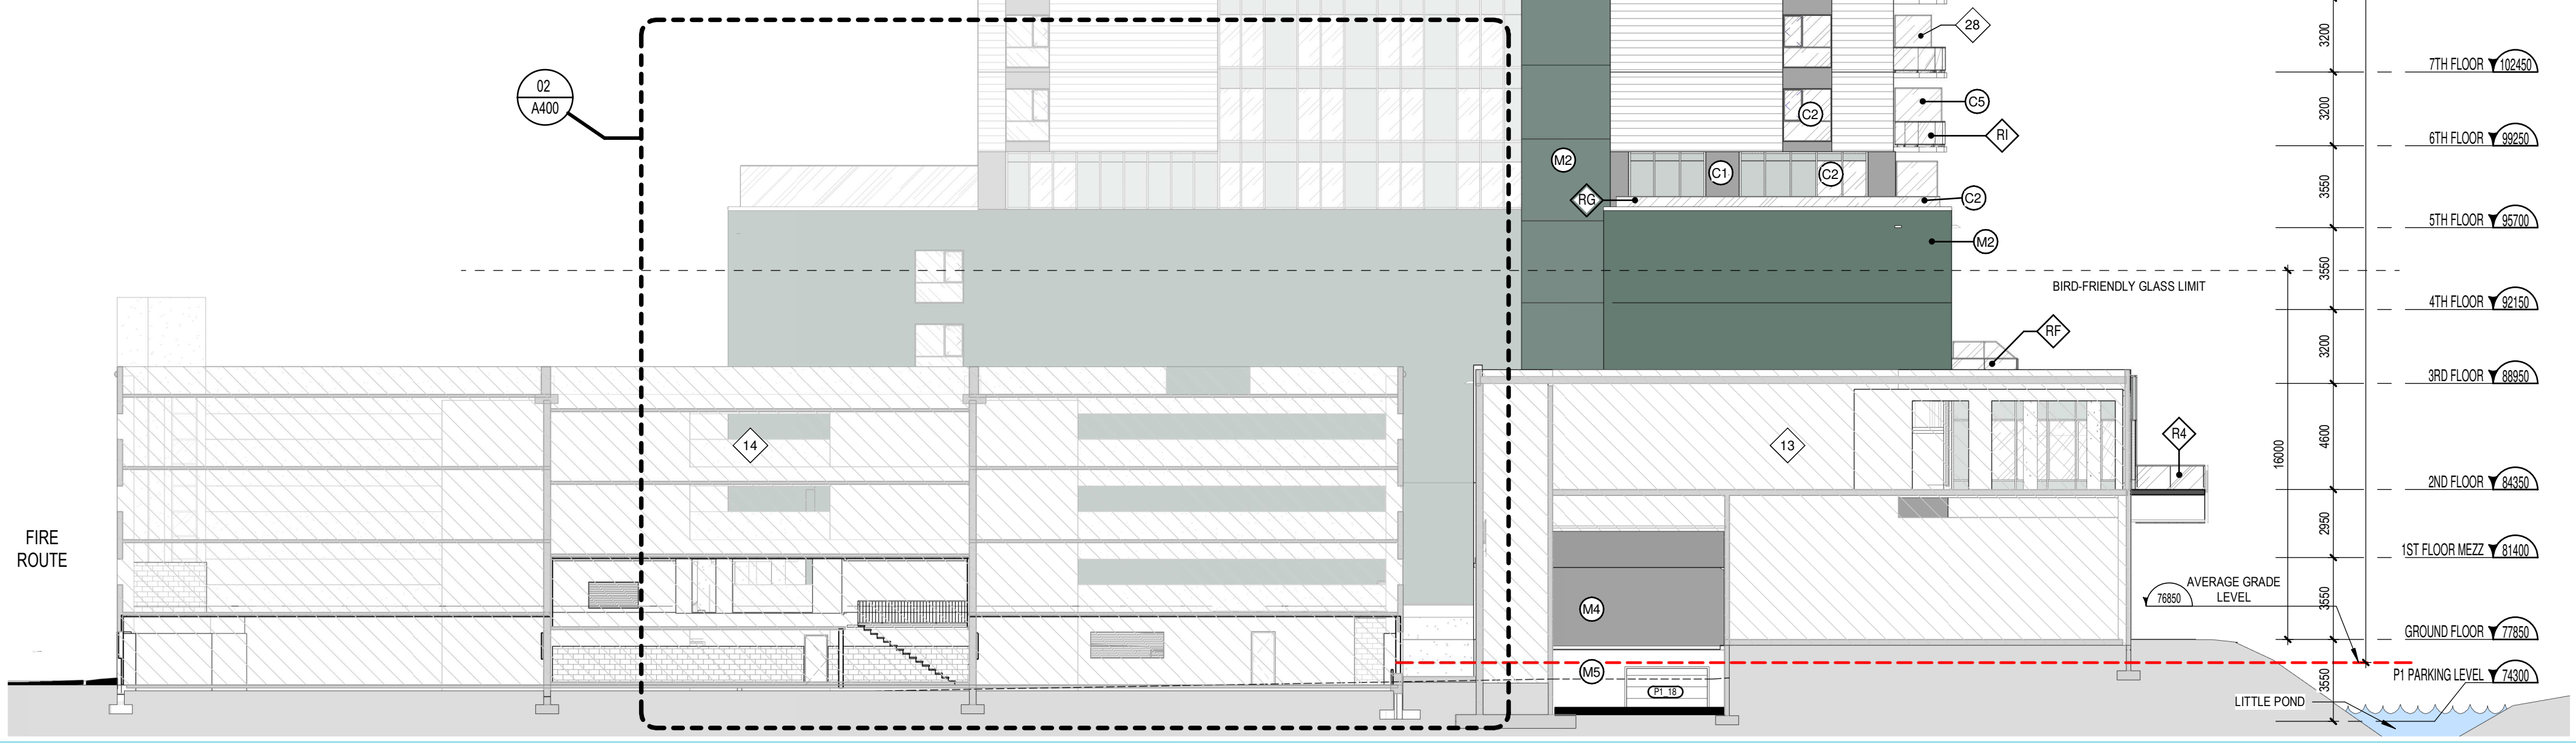 28
3200
7TH FLOOR 102450
02
A400
C5
C2
3200
RI
6TH FLOOR 99250
M2
C1
C2
RG
C2
3550
5TH FLOOR 95700
M2
3550
BIRD-FRIENDLY GLASS LIMIT
4TH FLOOR 92150
RF
3200
3RD FLOOR 88950
14
13
R4
16000
4600
2ND FLOOR 84350
2950
FIRE
ROUTE
1ST FLOOR MEZZ 81400
AVERAGE GRADE
LEVEL
76850
M4
3550
GROUND FLOOR 77850
M5
P1_18
3550
P1 PARKING LEVEL 74300
LITTLE POND